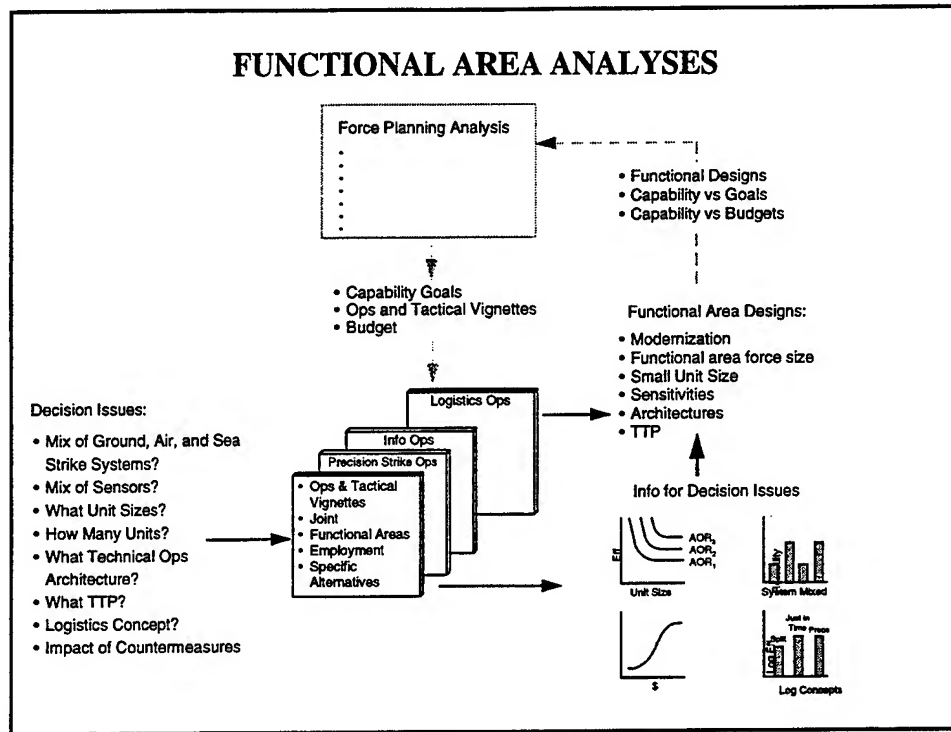 FUNCTIONAL AREA ANALYSES
Force Planning Analysis
•
•
•
•
•
•
•
• Functional Designs
• Capability vs Goals
• Capability vs Budgets
• Capability Goals
• Ops and Tactical Vignettes
• Budget
Functional Area Designs:
• Modernization
• Functional area force size
• Small Unit Size
• Sensitivities
• Architectures
• TTP
Decision Issues:
• Mix of Ground, Air, and Sea
Strike Systems?
• Mix of Sensors?
• What Unit Sizes?
• How Many Units?
• What Technical Ops
Architecture?
• What TTP?
• Logistics Concept?
• Impact of Countermeasures
Logistics Ops
Info Ops
Precision Strike Ops
• Ops & Tactical
Vignettes
• Joint
• Functional Areas
• Employment
• Specific
Alternatives
Info for Decision Issues
Eff
AOR3
AOR2
AOR1
Unit Size
System Mixed
$
Just in
Time
Split
Log Eff
Log Concepts